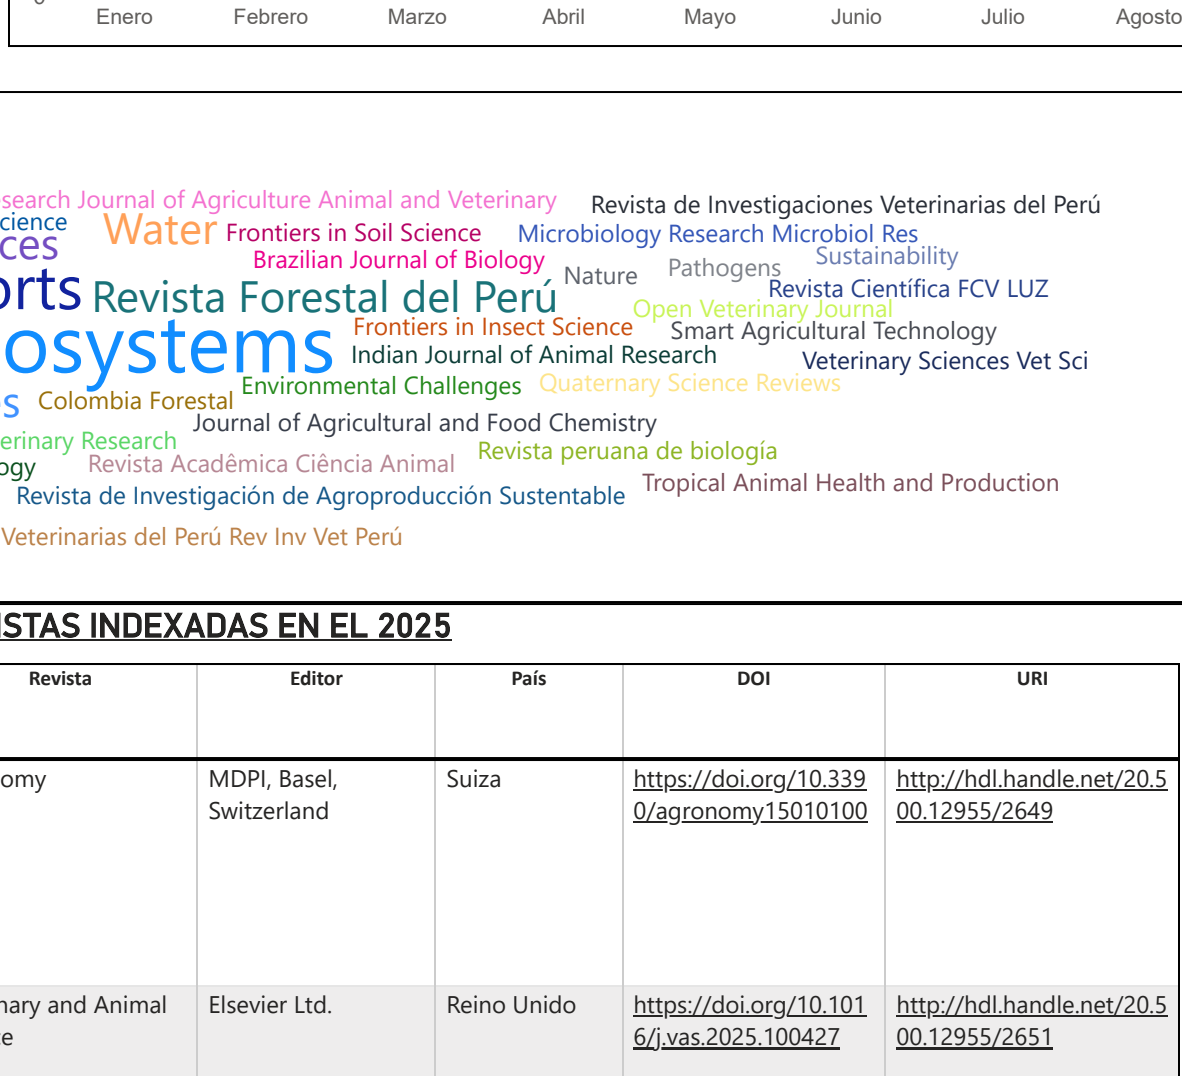 Enero Febrero Marzo Abril Mayo Junio Julio Agosto
search Journal of Agriculture Animal and Veterinary
Revista de Investigaciones Veterinarias del Perú
cience
Water
Frontiers in Soil Science
Microbiology Research Microbiol Res
ces
Brazilian Journal of Biology
Sustainability
Nature
Pathogens
orts
Revista Forestal del Perú
Revista Científica FCV LUZ
Open Veterinary Journal
osystems
Frontiers in Insect Science
Smart Agricultural Technology
Indian Journal of Animal Research
Veterinary Sciences Vet Sci
Environmental Challenges
Quaternary Science Reviews
s
Colombia Forestal
Journal of Agricultural and Food Chemistry
erinary Research
Revista peruana de biología
ogy
Revista Acadêmica Ciência Animal
Tropical Animal Health and Production
Revista de Investigación de Agroproducción Sustentable
Veterinarias del Perú Rev Inv Vet Perú
STAS INDEXADAS EN EL 2025
Revista Editor País DOI URI
omy
MDPI, Basel,
Switzerland
Suiza
https://doi.org/10.339
0/agronomy15010100
http://hdl.handle.net/20.5
00.12955/2649
nary and Animal
e
Elsevier Ltd.
Reino Unido
https://doi.org/10.101
6/j.vas.2025.100427
http://hdl.handle.net/20.5
00.12955/2651